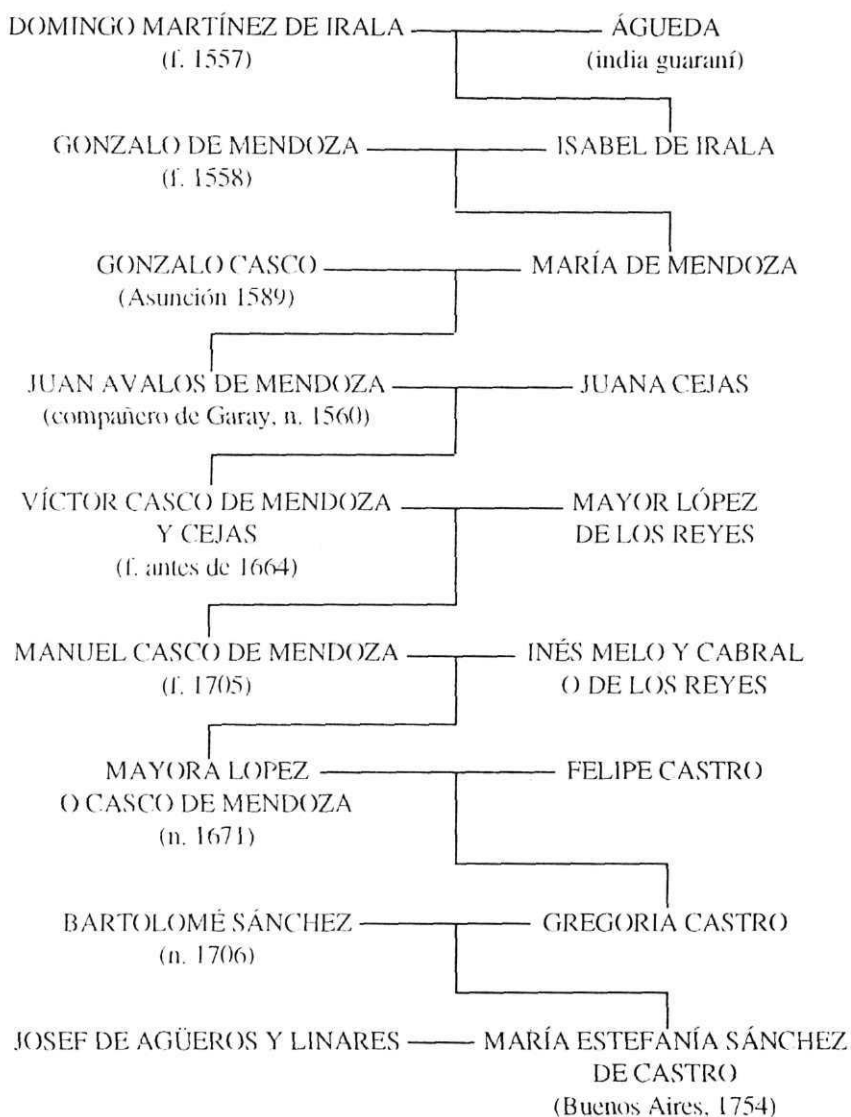 DOMINGO MARTÍNEZ DE IRALA ÁGUEDA
(f. 1557) (india guaraní)
GONZALO DE MENDOZA ISABEL DE IRALA
(f. 1558)
GONZALO CASCO MARÍA DE MENDOZA
(Asunción 1589)
JUAN AVALOS DE MENDOZA JUANA CEJAS
(compañero de Garay, n. 1560)
VÍCTOR CASCO DE MENDOZA MAYOR LÓPEZ
Y CEJAS DE LOS REYES
(f. antes de 1664)
MANUEL CASCO DE MENDOZA INÉS MELO Y CABRAL
(f. 1705) O DE LOS REYES
MAYORA LOPEZ FELIPE CASTRO
O CASCO DE MENDOZA
(n. 1671)
BARTOLOMÉ SÁNCHEZ GREGORIA CASTRO
(n. 1706)
JOSEF DE AGÜEROS Y LINARES MARÍA ESTEFANÍA SÁNCHEZ
DE CASTRO
(Buenos Aires, 1754)